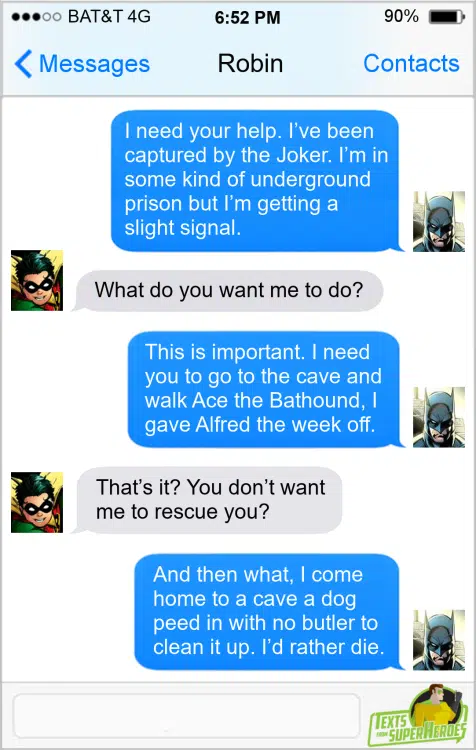 BAT&T 4G 6:52 PM 90%
Messages Robin Contacts
I need your help. I’ve been
captured by the Joker. I’m in
some kind of underground
prison but I’m getting a
slight signal.
What do you want me to do?
This is important. I need
you to go to the cave and
walk Ace the Bathound, I
gave Alfred the week off.
That’s it? You don’t want
me to rescue you?
And then what, I come
home to a cave a dog
peed in with no butler to
clean it up. I’d rather die.
TEXTS
FROM SUPERHEROES